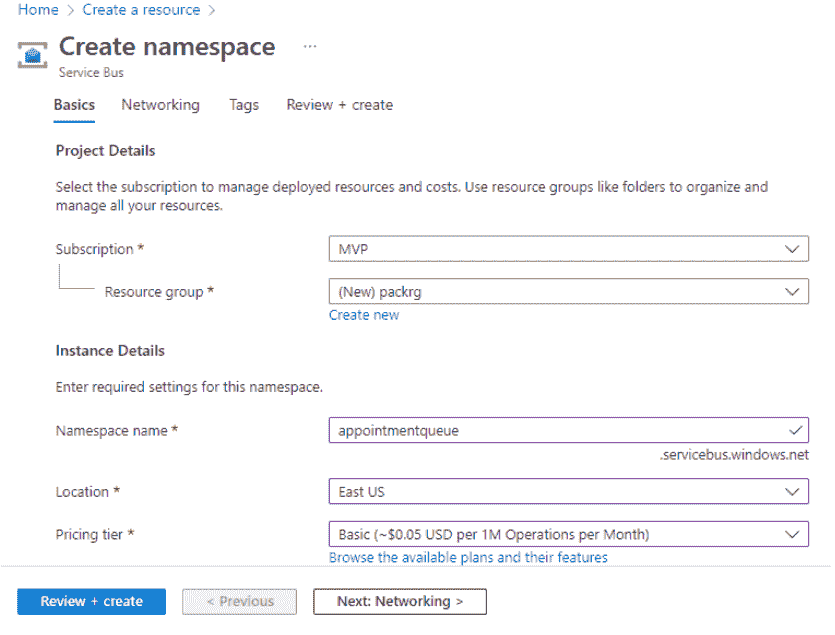 Home > Create a resource >
Create namespace ...
Service Bus
Basics Networking Tags Review + create
Project Details
Select the subscription to manage deployed resources and costs. Use resource groups like folders to organize and
manage all your resources.
Subscription * MVP
Resource group * (New) packrg
Create new
Instance Details
Enter required settings for this namespace.
Namespace name * appointmentqueue
.servicebus.windows.net
Location * East US
Pricing tier * Basic (~$0.05 USD per 1M Operations per Month)
Browse the available plans and their features
Review + create < Previous Next: Networking >